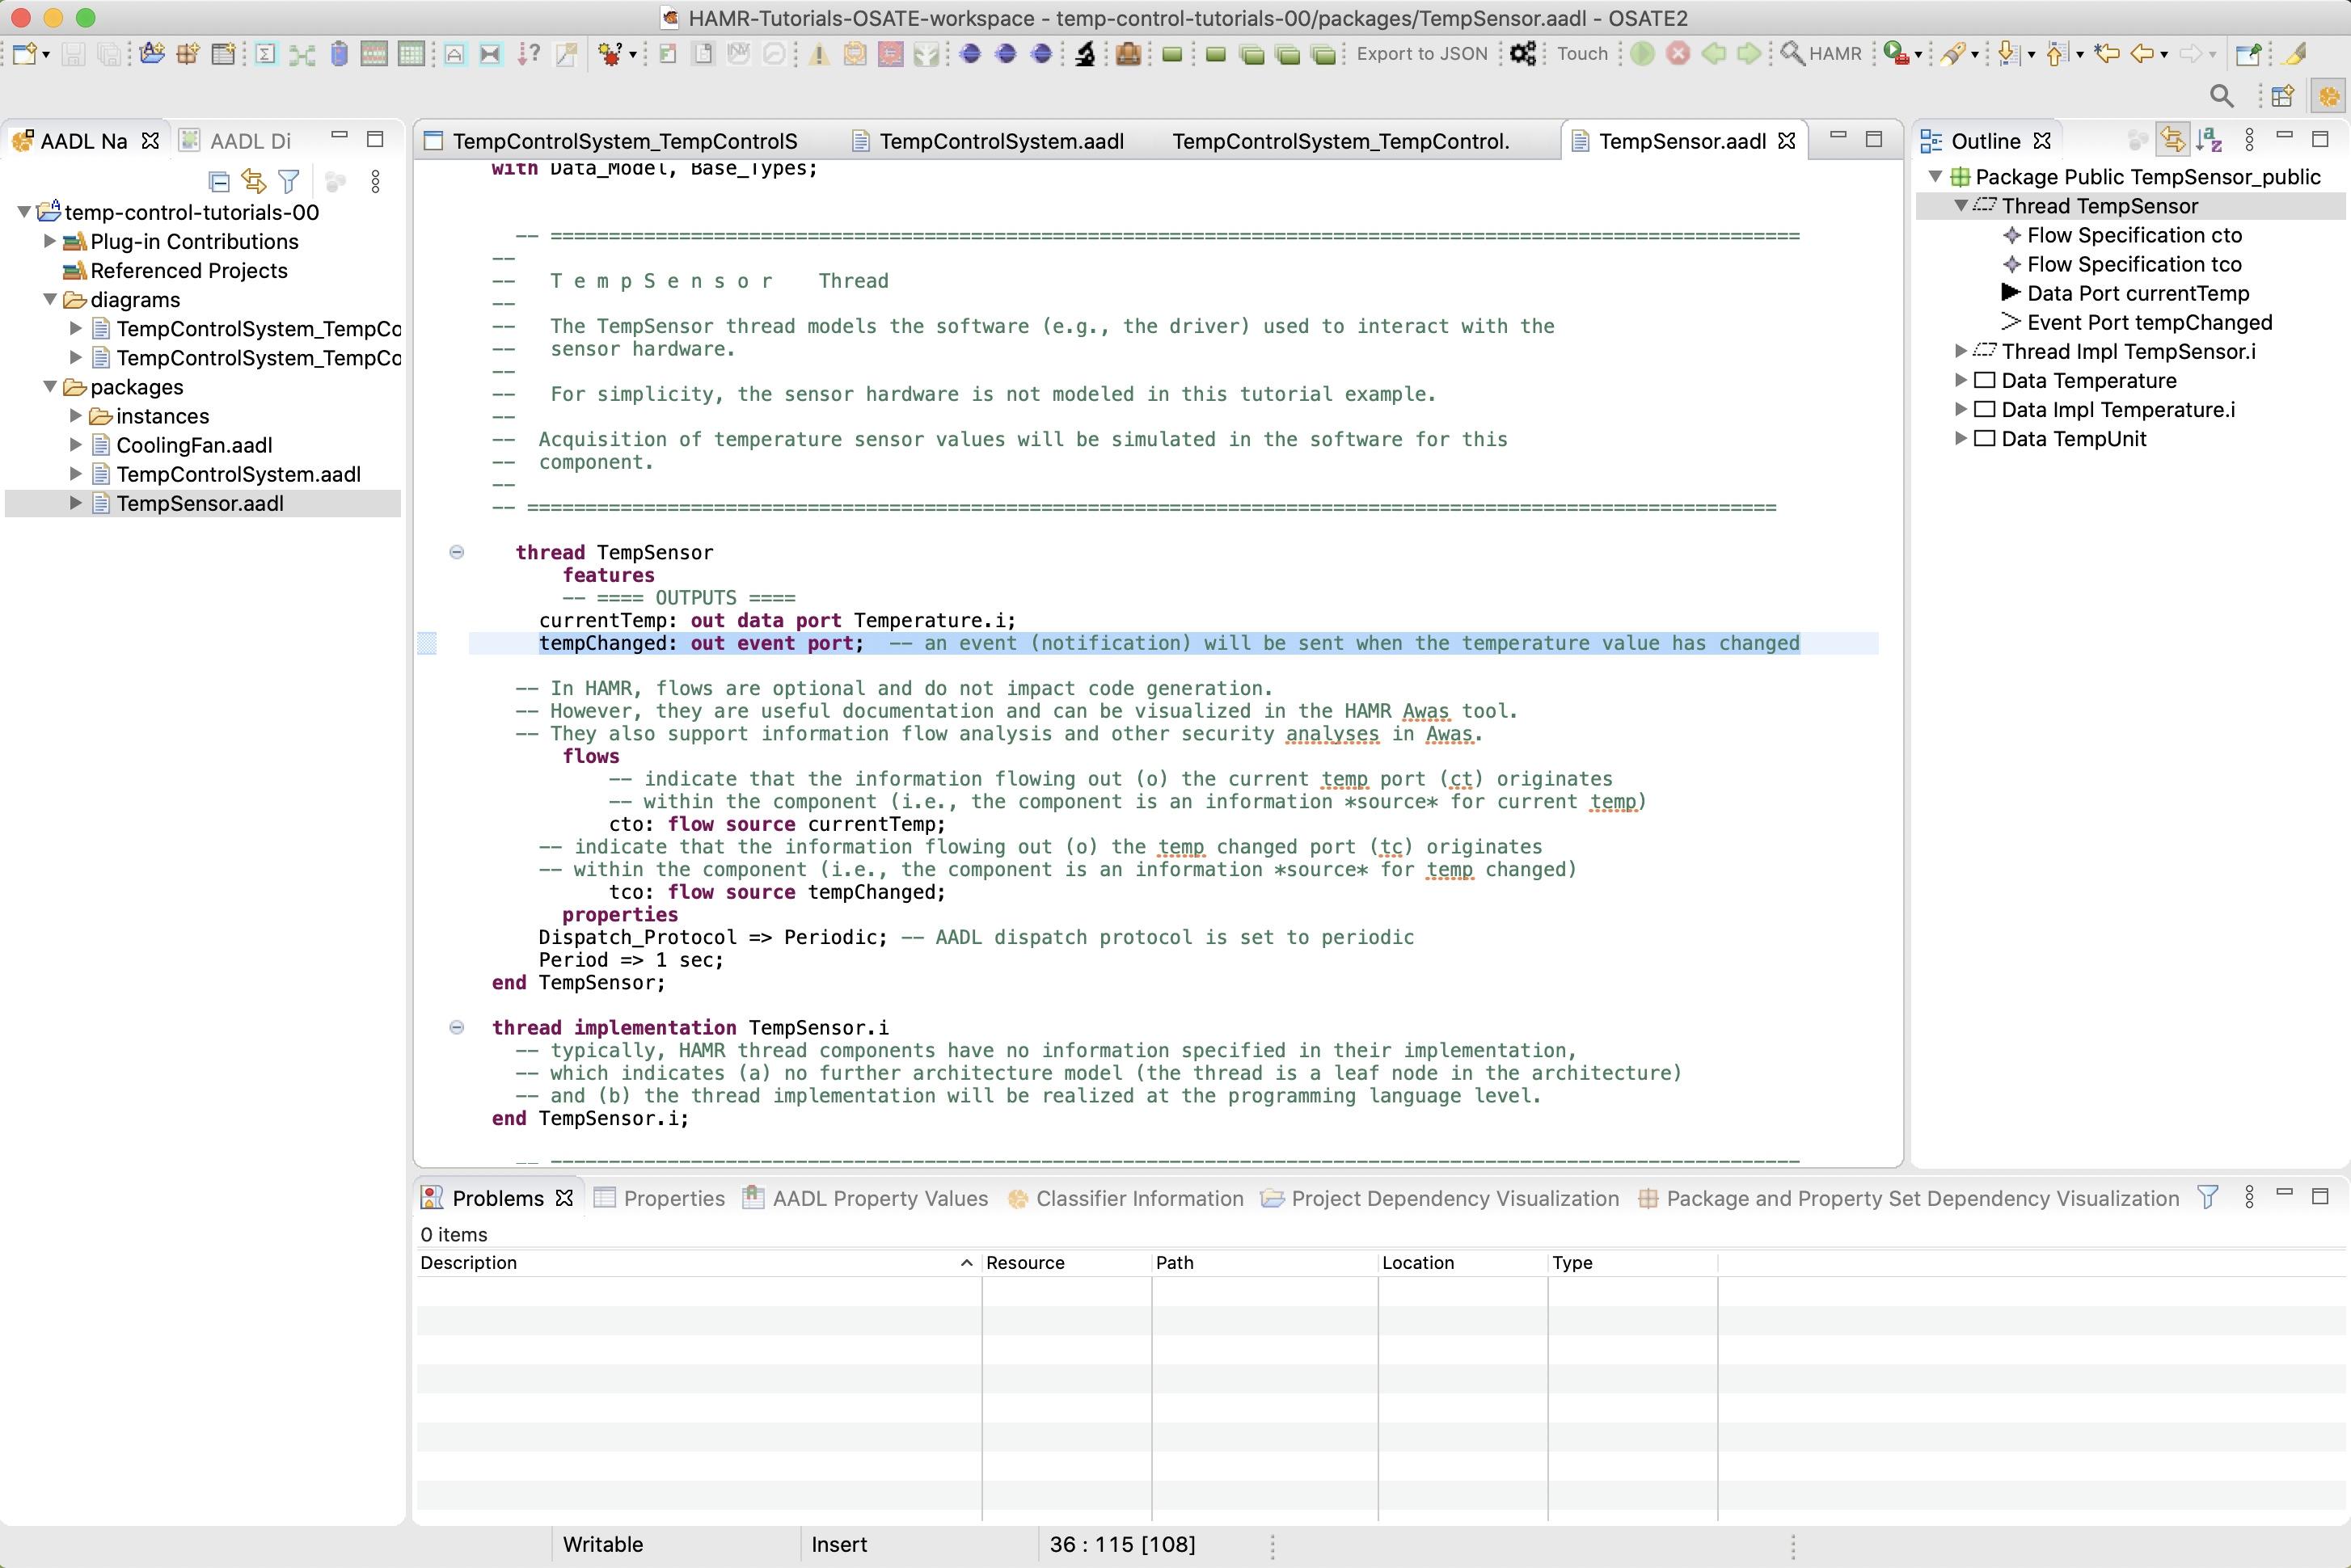 HAMR-Tutorials-OSATE-workspace - temp-control-tutorials-00/packages/TempSensor.aadl - OSATE2
Export to JSON Touch HAMR
AADL Na AADL Di
temp-control-tutorials-00
Plug-in Contributions
Referenced Projects
diagrams
TempControlSystem_TempCo
TempControlSystem_TempCo
packages
instances
CoolingFan.aadl
TempControlSystem.aadl
TempSensor.aadl
TempControlSystem_TempControlS TempControlSystem.aadl TempControlSystem_TempControl. TempSensor.aadl
with Data_Model, Base_Types;
-- ===========================================================================================================
--
-- T e m p S e n s o r    Thread
--
-- The TempSensor thread models the software (e.g., the driver) used to interact with the
-- sensor hardware.
--
-- For simplicity, the sensor hardware is not modeled in this tutorial example.
--
-- Acquisition of temperature sensor values will be simulated in the software for this
-- component.
--
-- ===========================================================================================================
thread TempSensor
features
-- ==== OUTPUTS ====
currentTemp: out data port Temperature.i;
tempChanged: out event port;  -- an event (notification) will be sent when the temperature value has changed
-- In HAMR, flows are optional and do not impact code generation.
-- However, they are useful documentation and can be visualized in the HAMR Awas tool.
-- They also support information flow analysis and other security analyses in Awas.
flows
-- indicate that the information flowing out (o) the current temp port (ct) originates
-- within the component (i.e., the component is an information *source* for current temp)
cto: flow source currentTemp;
-- indicate that the information flowing out (o) the temp changed port (tc) originates
-- within the component (i.e., the component is an information *source* for temp changed)
tco: flow source tempChanged;
properties
Dispatch_Protocol => Periodic; -- AADL dispatch protocol is set to periodic
Period => 1 sec;
end TempSensor;
thread implementation TempSensor.i
-- typically, HAMR thread components have no information specified in their implementation,
-- which indicates (a) no further architecture model (the thread is a leaf node in the architecture)
-- and (b) the thread implementation will be realized at the programming language level.
end TempSensor.i;
-- ===========================================================================================================
Outline
Package Public TempSensor_public
Thread TempSensor
Flow Specification cto
Flow Specification tco
Data Port currentTemp
Event Port tempChanged
Thread Impl TempSensor.i
Data Temperature
Data Impl Temperature.i
Data TempUnit
Problems Properties AADL Property Values Classifier Information Project Dependency Visualization Package and Property Set Dependency Visualization
0 items
Description Resource Path Location Type
Writable Insert 36 : 115 [108]